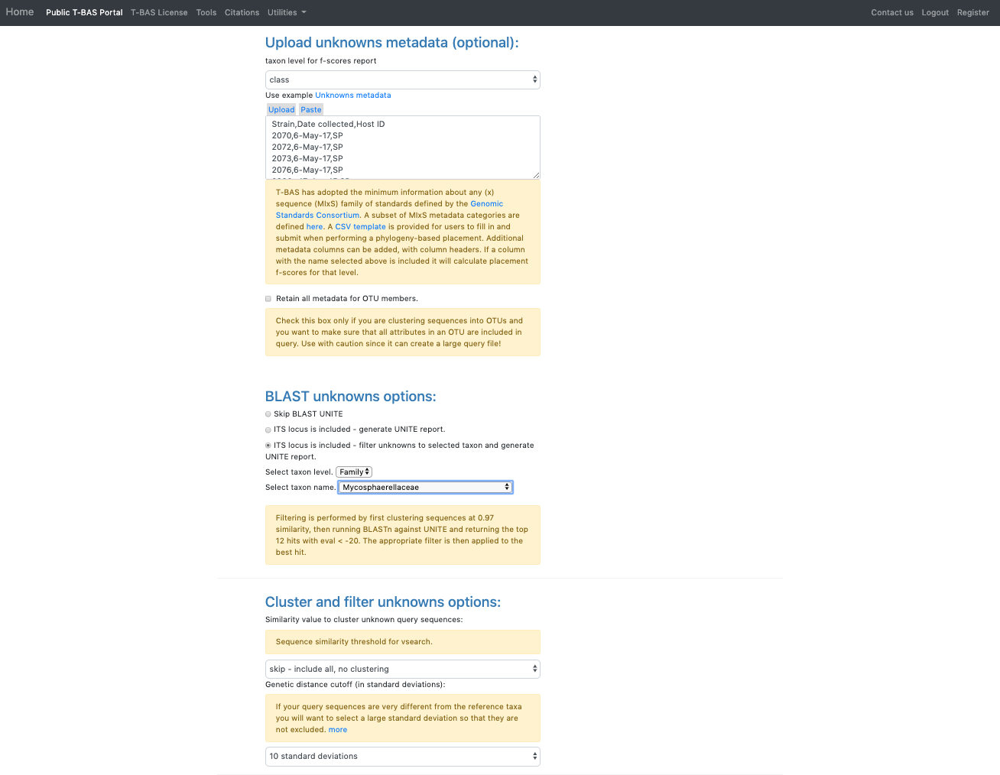 Home Public T-BAS Portal T-BAS License Tools Citations Utilities Contact us Logout Register
Upload unknowns metadata (optional):
taxon level for f-scores report
class
Use example Unknowns metadata
Upload Paste
Strain,Date collected,Host ID
2070,6-May-17,SP
2072,6-May-17,SP
2073,6-May-17,SP
2076,6-May-17,SP
T-BAS has adopted the minimum information about any (x)
sequence (MIxS) family of standards defined by the Genomic
Standards Consortium. A subset of MIxS metadata categories are
defined here. A CSV template is provided for users to fill in and
submit when performing a phylogeny-based placement. Additional
metadata columns can be added, with column headers. If a column
with the name selected above is included it will calculate placement
f-scores for that level.
Retain all metadata for OTU members.
Check this box only if you are clustering sequences into OTUs and
you want to make sure that all attributes in an OTU are included in
query. Use with caution since it can create a large query file!
BLAST unknowns options:
Skip BLAST UNITE
ITS locus is included - generate UNITE report.
ITS locus is included - filter unknowns to selected taxon and generate
UNITE report.
Select taxon level. Family
Select taxon name. Mycosphaerellaceae
Filtering is performed by first clustering sequences at 0.97
similarity, then running BLASTn against UNITE and returning the top
12 hits with eval < -20. The appropriate filter is then applied to the
best hit.
Cluster and filter unknowns options:
Similarity value to cluster unknown query sequences:
Sequence similarity threshold for vsearch.
skip - include all, no clustering
Genetic distance cutoff (in standard deviations):
If your query sequences are very different from the reference taxa
you will want to select a large standard deviation so that they are
not excluded. more
10 standard deviations